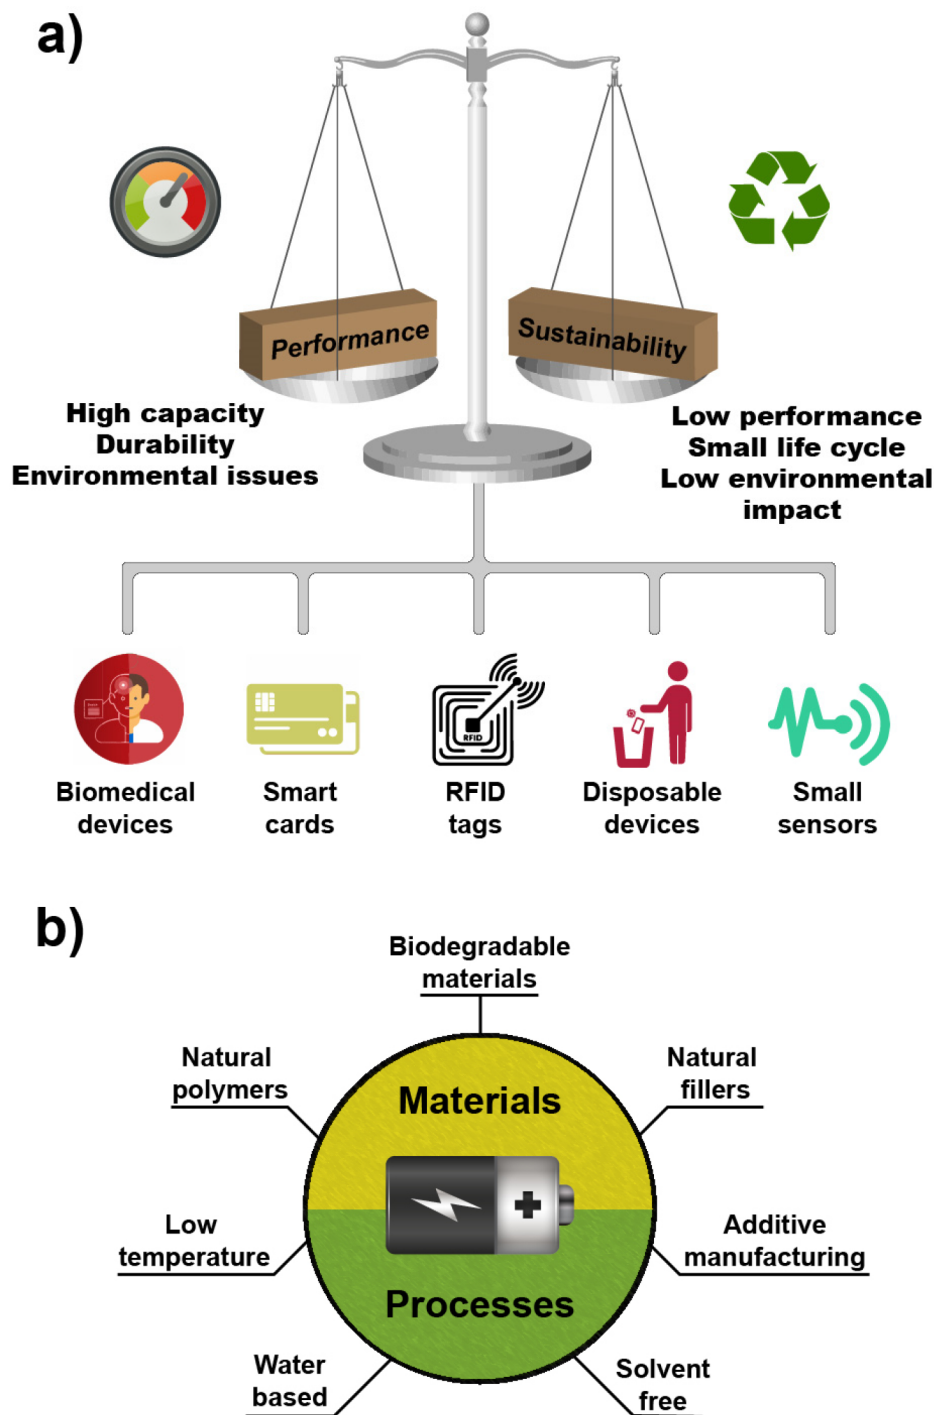 a)
Performance
Sustainability
High capacity
Durability
Environmental issues
Low performance
Small life cycle
Low environmental
impact
RFID
Biomedical
devices
Smart
cards
RFID
tags
Disposable
devices
Small
sensors
b)
Biodegradable
materials
Natural
polymers
Natural
fillers
Materials
Low
temperature
Additive
manufacturing
Processes
Water
based
Solvent
free